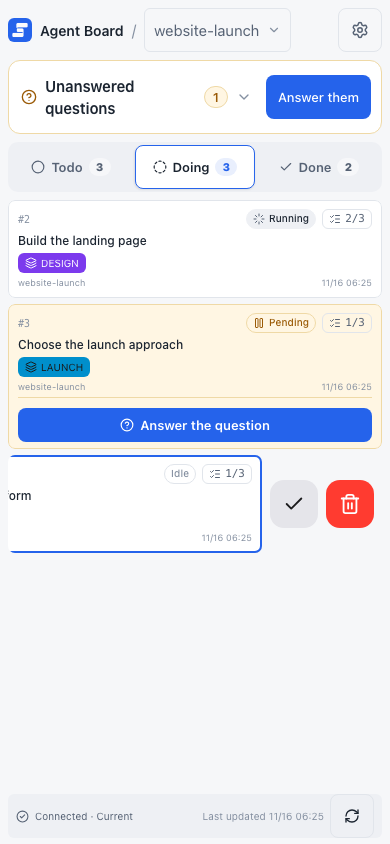 Agent Board / website-launch
Unanswered
questions
1
Answer them
Todo 3
Doing 3
Done 2
#2
Running
2/3
Build the landing page
DESIGN
website-launch
11/16 06:25
#3
Pending
1/3
Choose the launch approach
LAUNCH
website-launch
11/16 06:25
Answer the question
Idle
1/3
orm
11/16 06:25
Connected · Current
Last updated 11/16 06:25